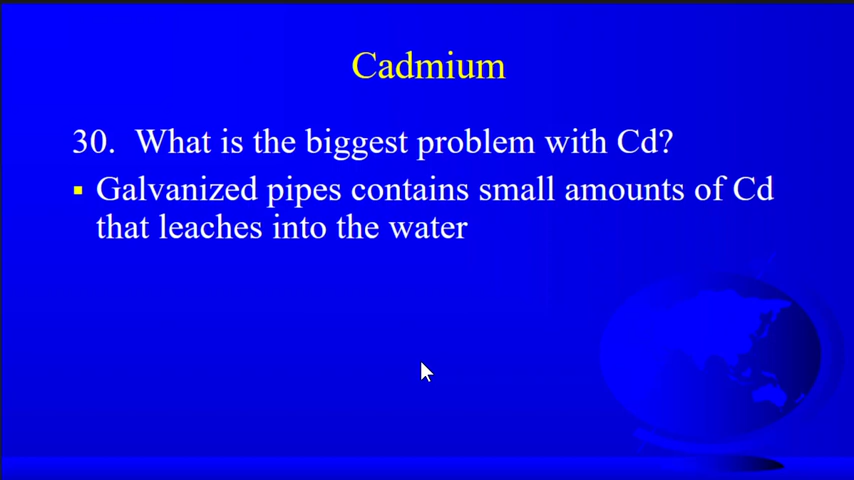 Cadmium
30. What is the biggest problem with Cd?
▪ Galvanized pipes contains small amounts of Cd
that leaches into the water